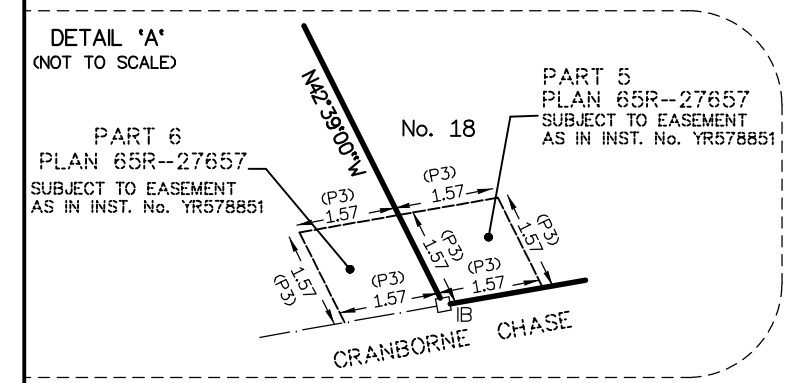 DETAIL 'A'
(NOT TO SCALE)
N42°39'00"W
No. 18
PART 5
PLAN 65R--27657
SUBJECT TO EASEMENT
AS IN INST. No. YR578851
PART 6
PLAN 65R--27657
SUBJECT TO EASEMENT
AS IN INST. No. YR578851
(P3)
1.57
(P3)
1.57
1.57
(P3)
1.57
(P3)
1.57
(P3)
(P3)
1.57
(P3)
1.57
IB
CRANBORNE CHASE